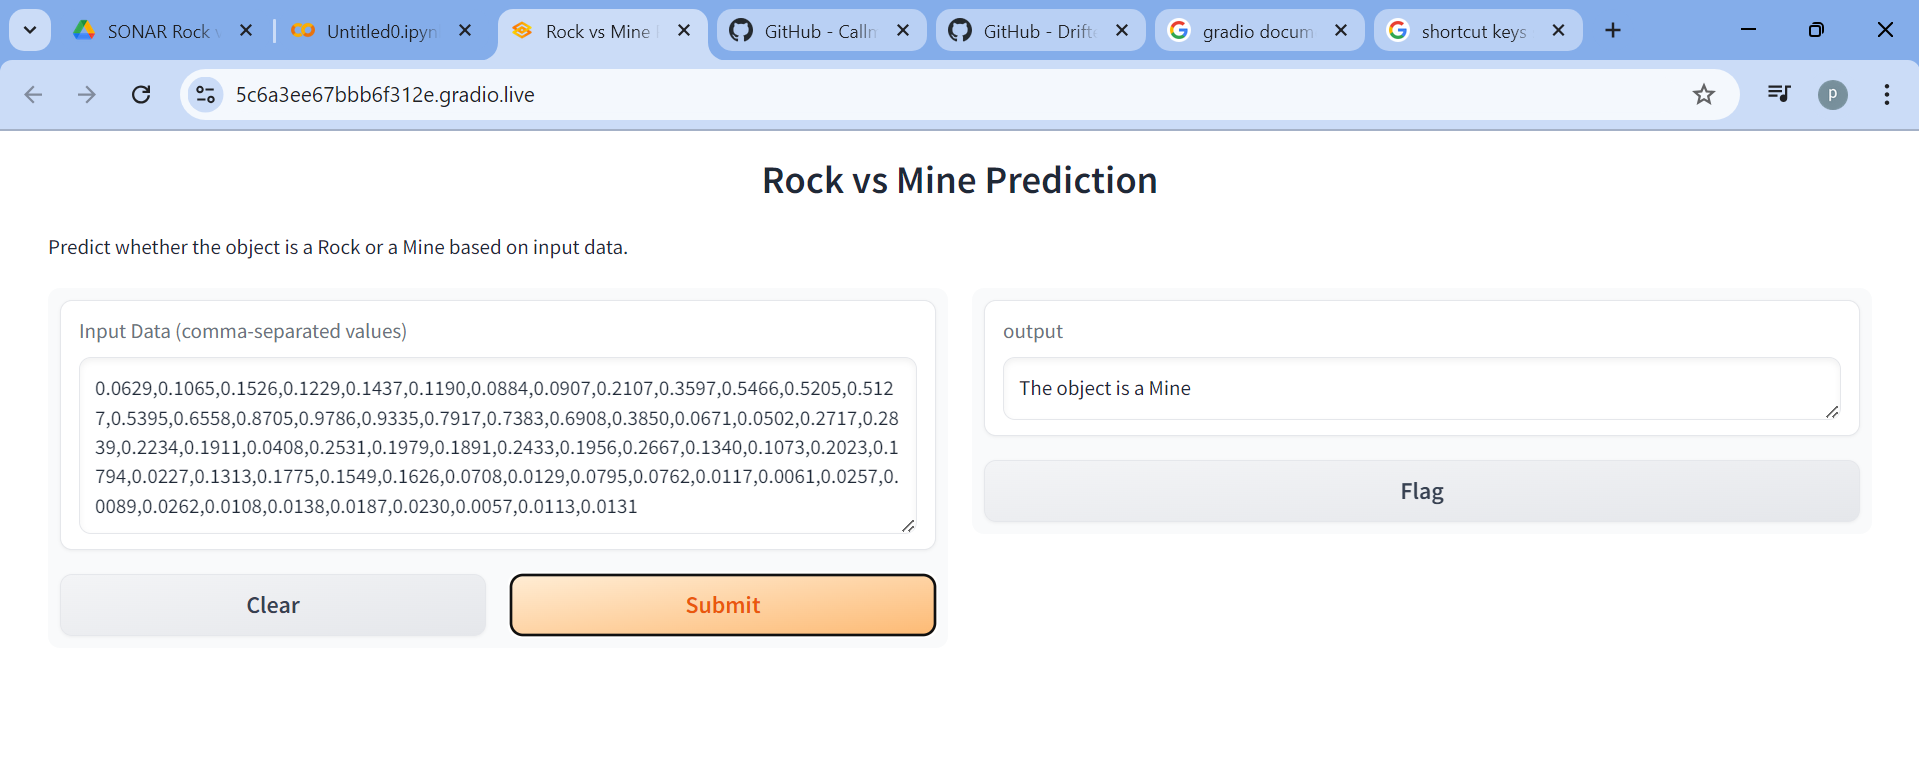 SONAR Rock
Untitled0.ipyn
Rock vs Mine
GitHub - Callm
GitHub - Drifte
gradio docum
shortcut keys
5c6a3ee67bbb6f312e.gradio.live
p
Rock vs Mine Prediction
Predict whether the object is a Rock or a Mine based on input data.
Input Data (comma-separated values)
0.0629,0.1065,0.1526,0.1229,0.1437,0.1190,0.0884,0.0907,0.2107,0.3597,0.5466,0.5205,0.512
7,0.5395,0.6558,0.8705,0.9786,0.9335,0.7917,0.7383,0.6908,0.3850,0.0671,0.0502,0.2717,0.28
39,0.2234,0.1911,0.0408,0.2531,0.1979,0.1891,0.2433,0.1956,0.2667,0.1340,0.1073,0.2023,0.1
794,0.0227,0.1313,0.1775,0.1549,0.1626,0.0708,0.0129,0.0795,0.0762,0.0117,0.0061,0.0257,0.
0089,0.0262,0.0108,0.0138,0.0187,0.0230,0.0057,0.0113,0.0131
Clear
Submit
output
The object is a Mine
Flag